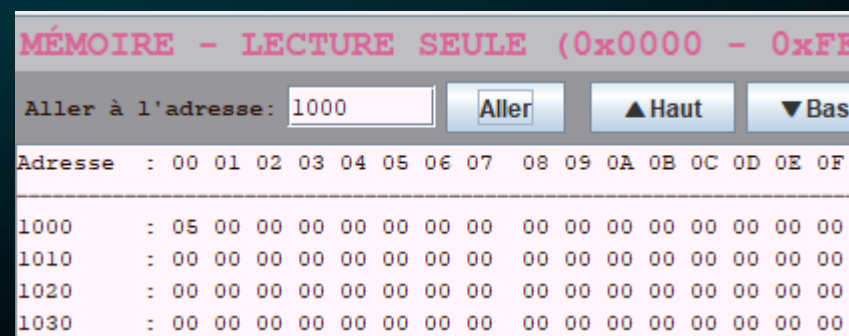 MÉMOIRE - LECTURE SEULE (0x0000 - 0xFF
Aller à l'adresse: 1000 Aller ▲Haut ▼Bas
Adresse : 00 01 02 03 04 05 06 07 08 09 0A 0B 0C 0D 0E 0F
1000 : 05 00 00 00 00 00 00 00 00 00 00 00 00 00 00 00
1010 : 00 00 00 00 00 00 00 00 00 00 00 00 00 00 00 00
1020 : 00 00 00 00 00 00 00 00 00 00 00 00 00 00 00 00
1030 : 00 00 00 00 00 00 00 00 00 00 00 00 00 00 00 00